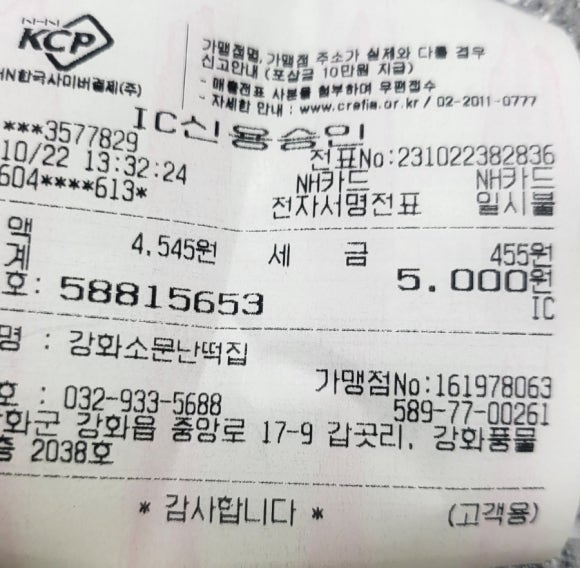 NHN KCP
HN한국사이버결제(주)
가맹점명, 가맹점 주소가 실제와 다를 경우
신고안내 (포상금 10만원 지급)
- 매출전표 사본을 첨부하여 우편접수
- 자세한 안내 : www.crefia.or.kr / 02-2011-0777
IC신용승인
***3577829
전표No:231022382836
10/22 13:32:24
NH카드 NH카드
604****613*
전자서명전표 일시불
액 4,545원 세 금 455원
계 5,000원
호: 58815653 IC
명 : 강화소문난떡집
가맹점No:161978063
호 : 032-933-5688 589-77-00261
화군 강화읍 중앙로 17-9 갑곳리, 강화풍물
층 2038호
* 감사합니다 * (고객용)